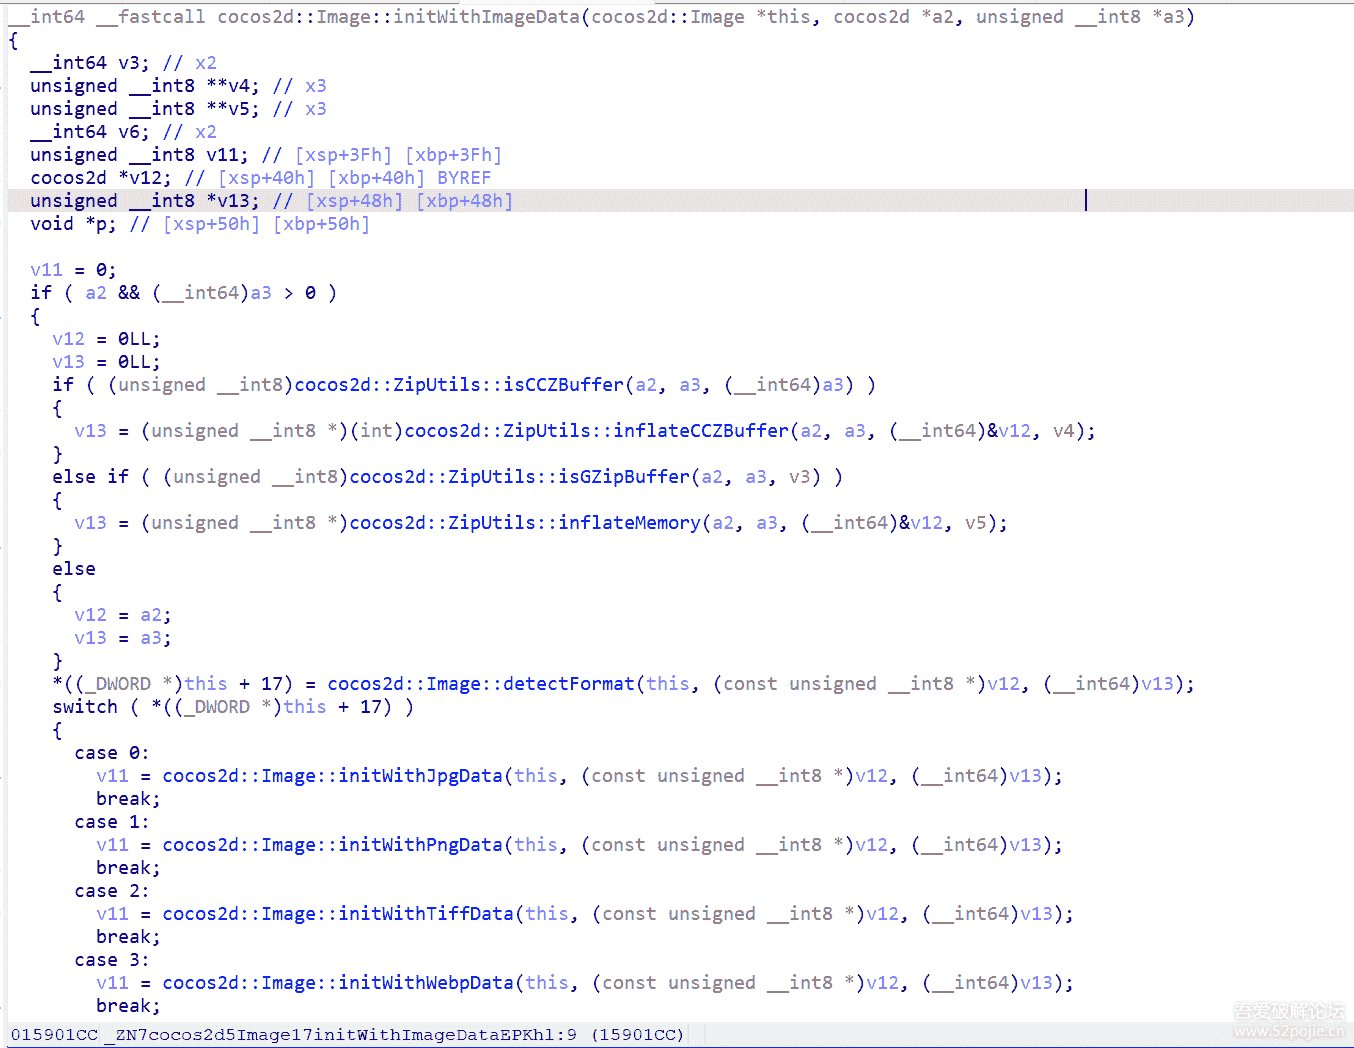 __int64 __fastcall cocos2d::Image::initWithImageData(cocos2d::Image *this, cocos2d *a2, unsigned __int8 *a3)
{
  __int64 v3; // x2
  unsigned __int8 **v4; // x3
  unsigned __int8 **v5; // x3
  __int64 v6; // x2
  unsigned __int8 v11; // [xsp+3Fh] [xbp+3Fh]
  cocos2d *v12; // [xsp+40h] [xbp+40h] BYREF
  unsigned __int8 *v13; // [xsp+48h] [xbp+48h]
  void *p; // [xsp+50h] [xbp+50h]

  v11 = 0;
  if ( a2 && (__int64)a3 > 0 )
  {
    v12 = 0LL;
    v13 = 0LL;
    if ( (unsigned __int8)cocos2d::ZipUtils::isCCZBuffer(a2, a3, (__int64)a3) )
    {
      v13 = (unsigned __int8 *)(int)cocos2d::ZipUtils::inflateCCZBuffer(a2, a3, (__int64)&v12, v4);
    }
    else if ( (unsigned __int8)cocos2d::ZipUtils::isGZipBuffer(a2, a3, v3) )
    {
      v13 = (unsigned __int8 *)cocos2d::ZipUtils::inflateMemory(a2, a3, (__int64)&v12, v5);
    }
    else
    {
      v12 = a2;
      v13 = a3;
    }
    *((_DWORD *)this + 17) = cocos2d::Image::detectFormat(this, (const unsigned __int8 *)v12, (__int64)v13);
    switch ( *((_DWORD *)this + 17) )
    {
      case 0:
        v11 = cocos2d::Image::initWithJpgData(this, (const unsigned __int8 *)v12, (__int64)v13);
        break;
      case 1:
        v11 = cocos2d::Image::initWithPngData(this, (const unsigned __int8 *)v12, (__int64)v13);
        break;
      case 2:
        v11 = cocos2d::Image::initWithTiffData(this, (const unsigned __int8 *)v12, (__int64)v13);
        break;
      case 3:
        v11 = cocos2d::Image::initWithWebpData(this, (const unsigned __int8 *)v12, (__int64)v13);
        break;
吾爱破解论坛
www.52pojie.cn
015901CC _ZN7cocos2d5Image17initWithImageDataEPKhl:9 (15901CC)